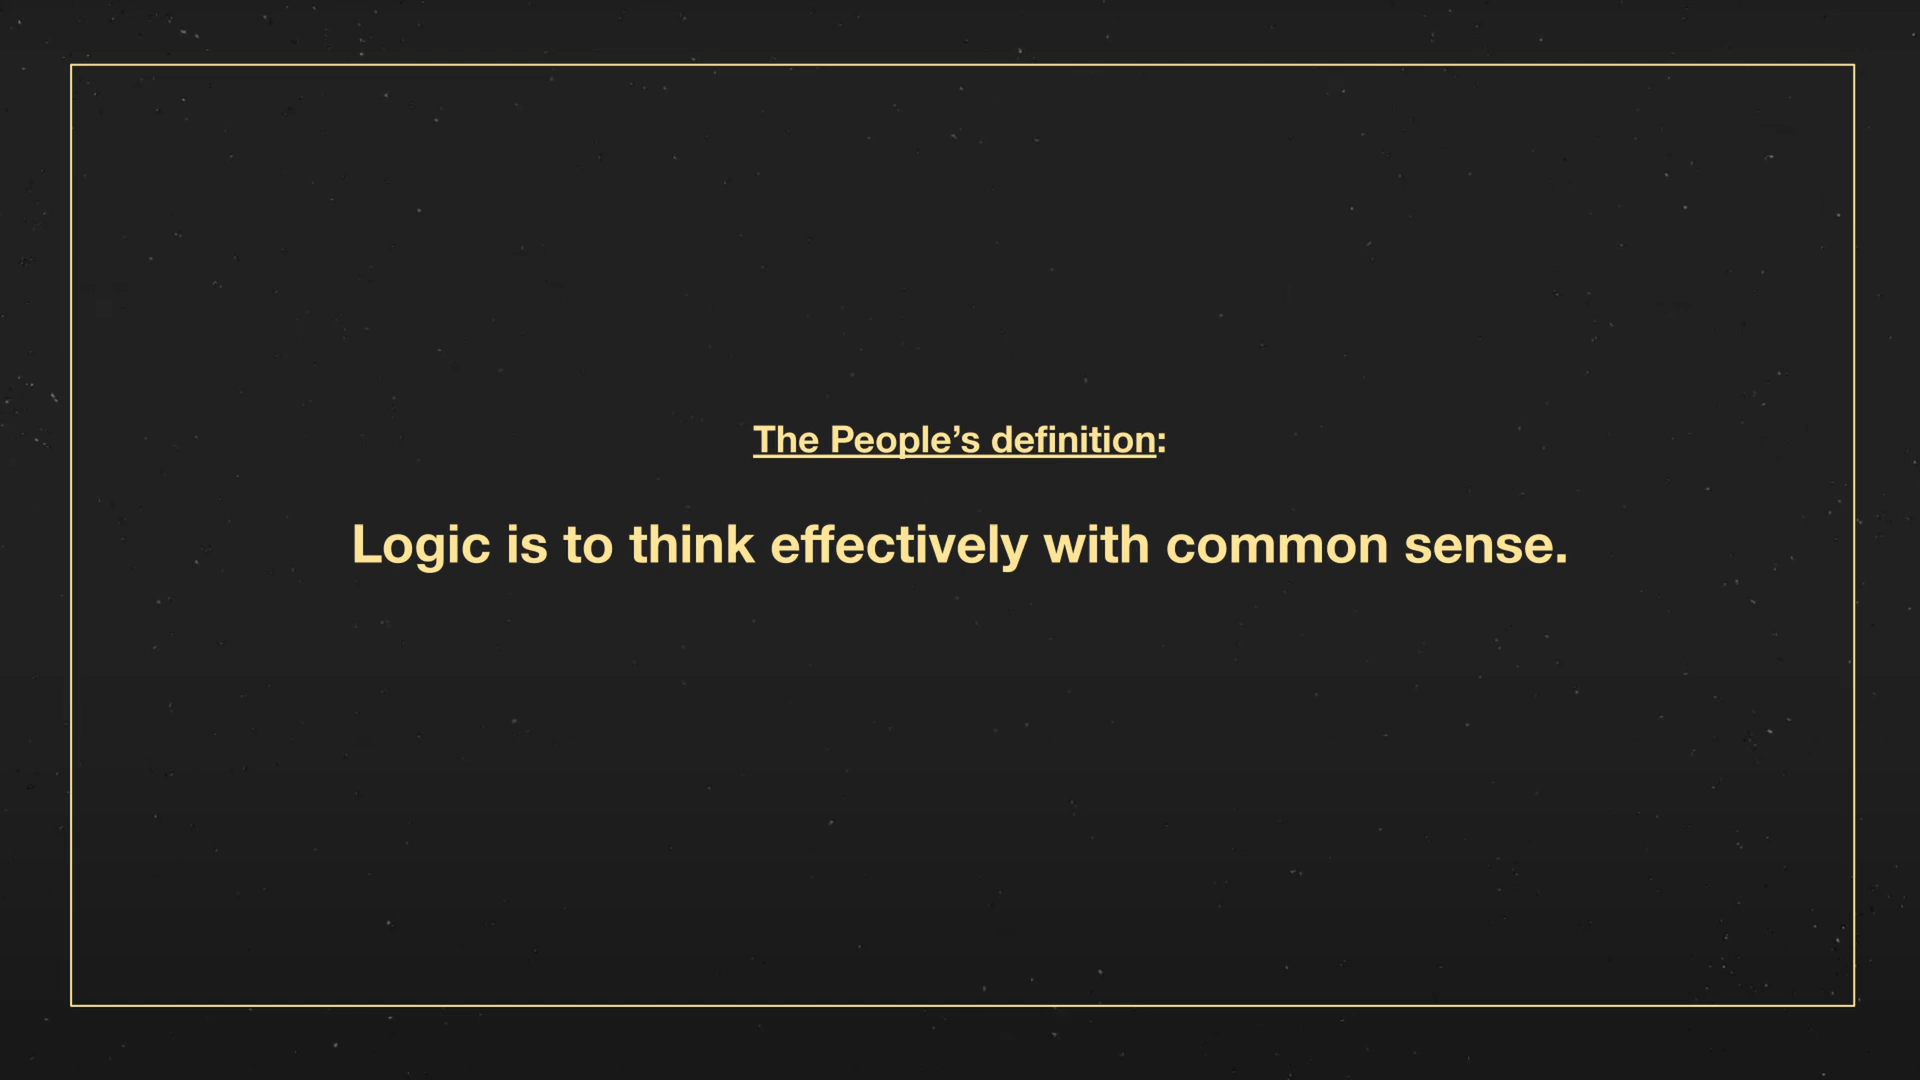 The People’s definition:
Logic is to think effectively with common sense.